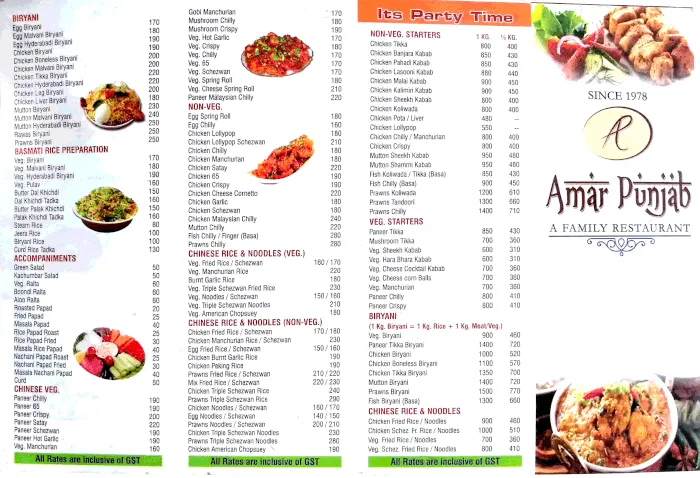 BIRYANI
Egg Biryani 170
Egg Malvani Biryani 180
Egg Hyderabadi Biryani 190
Chicken Biryani 190
Chicken Boneless Biryani 200
Chicken Malvani Biryani 200
Chicken Tikka Biryani 220
Chicken Hyderabadi Biryani 200
Chicken Leg Biryani 220
Chicken Liver Biryani 180
Mutton Biryani 230
Mutton Malvani Biryani 240
Mutton Hyderabadi Biryani 250
Rawas Biryani 250
Prawns Biryani 250
BASMATI RICE PREPARATION
Veg. Biryani 170
Veg. Malvani Biryani 180
Veg. Hyderabadi Biryani 180
Veg. Pulav 160
Butter Dal Khichdi 150
Dal Khichdi Tadka 160
Butter Palak Khichdi 150
Palak Khichdi Tadka 160
Steam Rice 80
Jeera Rice 100
Biryani Rice 100
Curd Rice Tadka 130
ACCOMPANIMENTS
Green Salad 50
Kachumbar Salad 50
Veg. Raita 60
Boondi Raita 60
Aloo Raita 60
Roasted Papad 20
Fried Papad 25
Masala Papad 40
Rice Papad Roast 25
Rice Papad Fried 30
Masala Rice Papad 40
Nachani Papad Roast 25
Nachani Papad Fried 30
Masala Nachani Papad 40
Curd 50
CHINESE VEG.
Paneer Chilly 190
Paneer 65 190
Paneer Crispy 200
Paneer Satay 220
Paneer Schezwan 190
Paneer Hot Garlic 190
Veg. Manchurian 160
All Rates are inclusive of GST
Gobi Manchurian 170
Mushroom Chilly 180
Mushroom Crispy 190
Veg. Hot Garlic 170
Veg. Crispy 180
Veg. Chilly 170
Veg. 65 170
Veg. Schezwan 170
Veg. Spring Roll 180
Veg. Cheese Spring Roll 210
Paneer Malaysian Chilly 220
NON-VEG.
Egg Spring Roll 180
Egg Chilly 160
Chicken Lollypop 180
Chicken Lollypop Schezwan 210
Chicken Chilly 180
Chicken Manchurian 180
Chicken Satay 220
Chicken 65 190
Chicken Crispy 190
Chicken Cheese Cornetto 220
Chicken Garlic 180
Chicken Schezwan 180
Chicken Malaysian Chilly 240
Mutton Chilly 220
Fish Chilly / Finger (Basa) 280
Prawns Chilly 280
CHINESE RICE & NOODLES (VEG.)
Veg. Fried Rice / Schezwan 160 / 170
Veg. Manchurian Rice 220
Burnt Garlic Rice 180
Veg. Triple Schezwan Fried Rice 230
Veg. Noodles / Schezwan 150 / 160
Veg. Triple Schezwan Noodles 210
Veg. American Chopsuey 180
CHINESE RICE & NOODLES (NON-VEG.)
Chicken Fried Rice / Schezwan 170 / 180
Chicken Manchurian Rice / Schezwan 230
Egg Fried Rice / Schezwan 150 / 160
Chicken Burnt Garlic Rice 190
Chicken Peking Rice 190
Prawns Fried Rice / Schezwan 210 / 220
Mix Fried Rice / Schezwan 220 / 230
Chicken Triple Schezwan Rice 240
Prawns Triple Schezwan Rice 290
Chicken Noodles / Schezwan 160 / 170
Egg Noodles / Schezwan 140 / 150
Prawns Noodles / Schezwan 200 / 210
Chicken Triple Schezwan Noodles 230
Prawns Triple Schezwan Noodles 280
Chicken American Chopsuey 190
All Rates are inclusive of GST
Its Party Time
NON-VEG. STARTERS 1 KG. ½ KG.
Chicken Tikka 800 400
Chicken Banjara Kabab 850 430
Chicken Pahadi Kabab 850 430
Chicken Lasooni Kabab 880 440
Chicken Malai Kabab 900 450
Chicken Kalimiri Kabab 900 450
Chicken Sheekh Kabab 800 400
Chicken Koliwada 800 400
Chicken Pota / Liver 480 --
Chicken Lollypop 550 --
Chicken Chilly / Manchurian 800 400
Chicken Crispy 800 400
Mutton Sheekh Kabab 950 480
Mutton Shammi Kabab 950 480
Fish Koliwada / Tikka (Basa) 850 430
Fish Chilly (Basa) 900 450
Prawns Koliwada 1200 610
Prawns Tandoori 1300 660
Prawns Chilly 1400 710
VEG. STARTERS
Paneer Tikka 850 430
Mushroom Tikka 700 360
Veg. Sheekh Kabab 600 310
Veg. Hara Bhara Kabab 600 310
Veg. Cheese Cocktail Kabab 700 360
Veg. Cheese corn Balls 700 360
Veg. Manchurian 700 360
Paneer Chilly 800 410
Paneer Crispy 800 410
BIRYANI
(1 Kg. Biryani = 1 Kg. Rice + 1 Kg. Meat/Veg.)
Veg. Biryani 900 460
Paneer Tikka Biryani 1400 720
Chicken Biryani 1000 520
Chicken Boneless Biryani 1100 570
Chicken Tikka Biryani 1350 700
Mutton Biryani 1400 720
Prawns Biryani 1500 770
Fish Biryani (Basa) 1300 660
CHINESE RICE & NOODLES
Chicken Fried Rice / Noodles 900 460
Chicken Schez. Fr. Rice / Noodles 1000 510
Veg. Fried Rice / Noodles 700 360
Veg. Schez. Fried Rice / Noodles 800 410
All Rates are inclusive of GST
SINCE 1978
AP
Amar Punjab
A FAMILY RESTAURANT